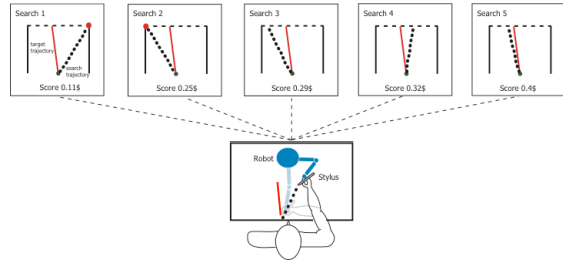 Search 1
Search 2
Search 3
Search 4
Search 5
target
trajectory
search
trajectory
Score 0.11$
Score 0.25$
Score 0.29$
Score 0.32$
Score 0.4$
Robot
Stylus